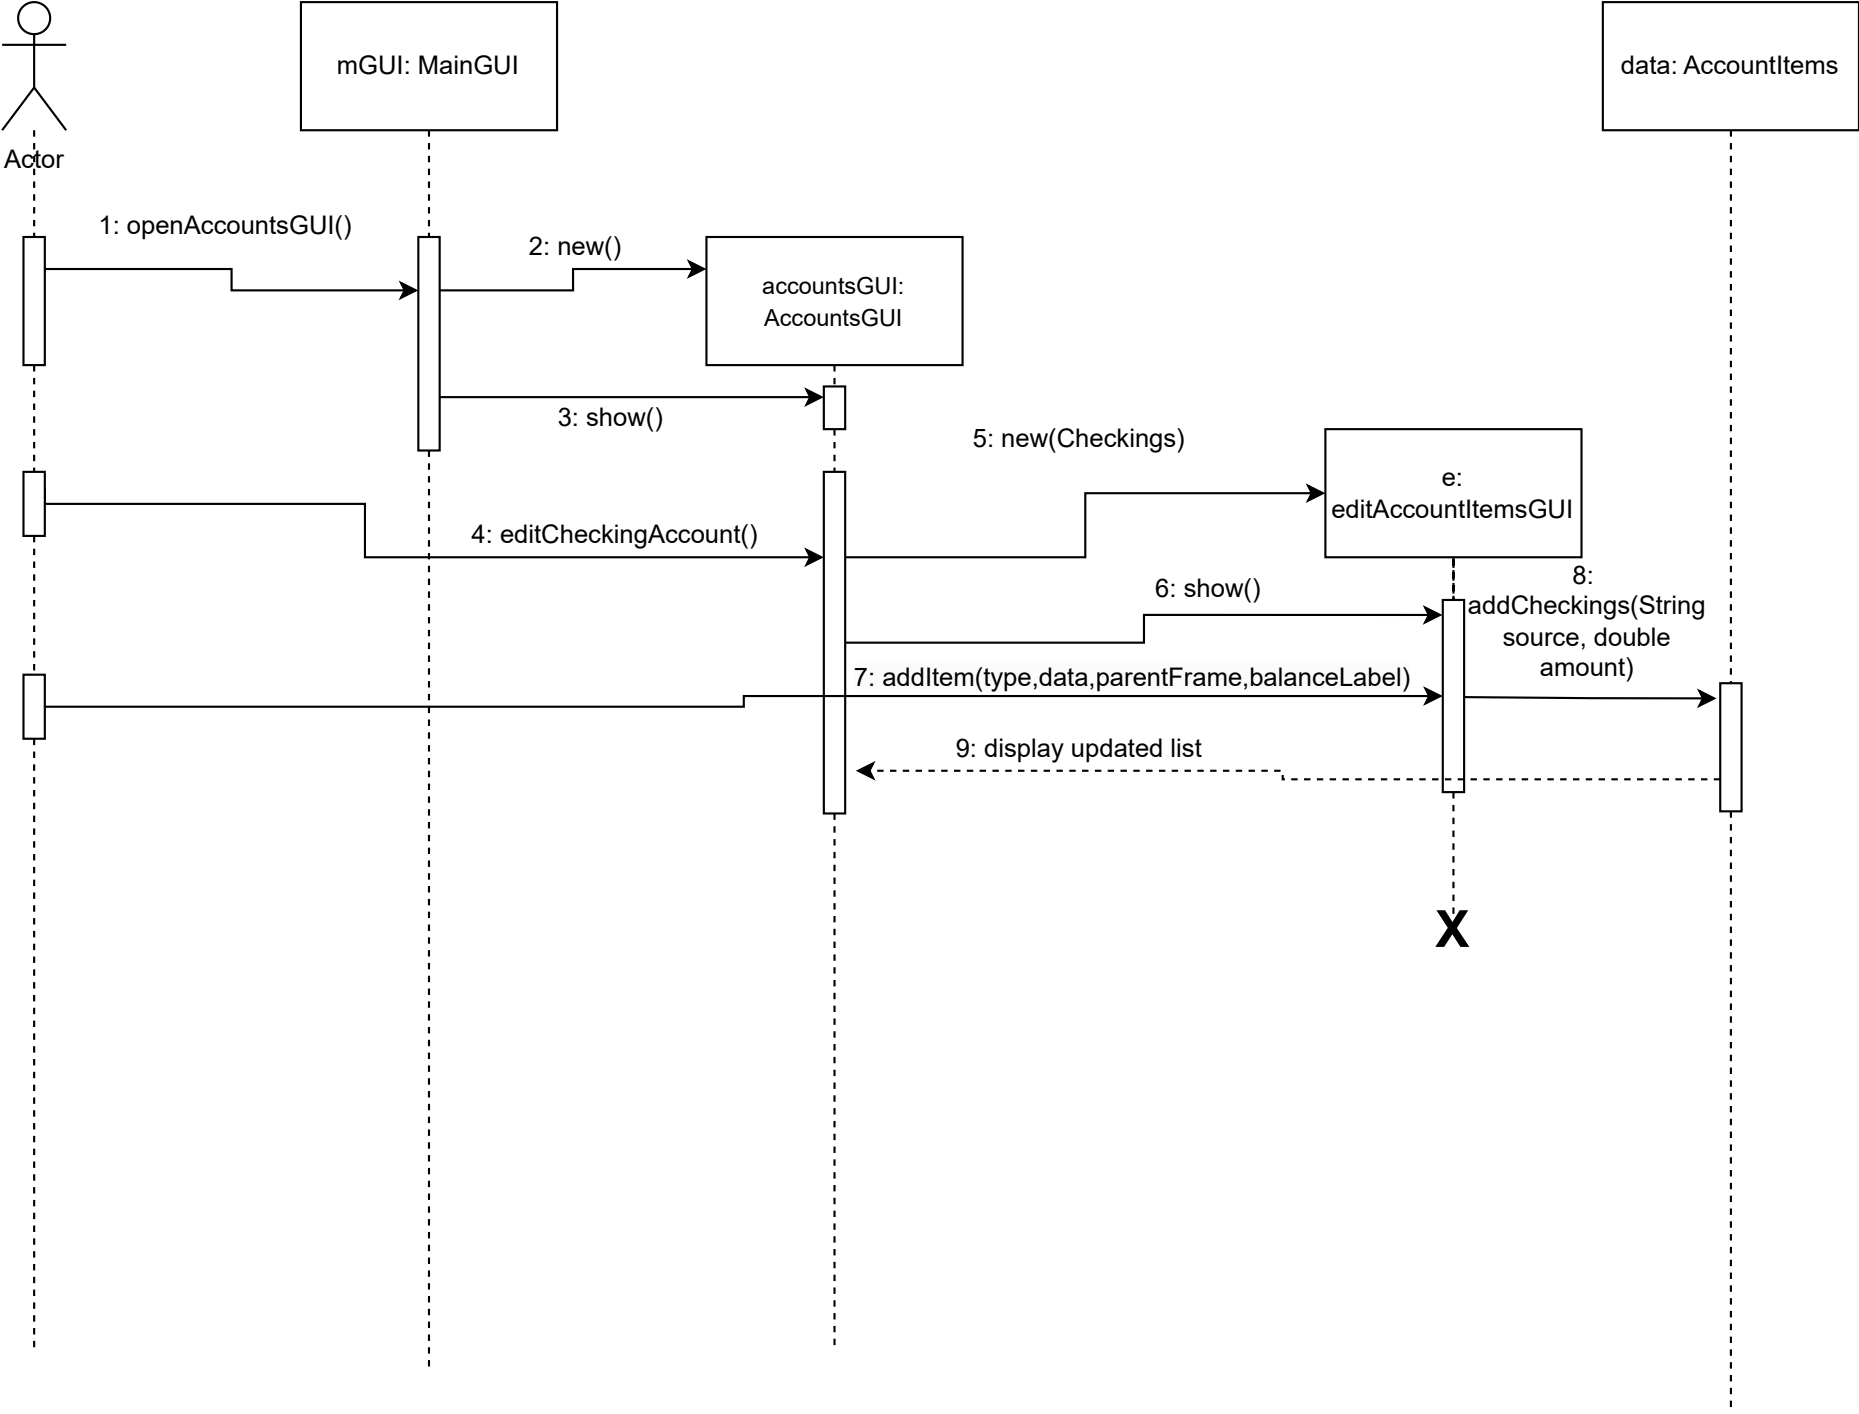 mGUI: MainGUI
data: AccountItems
Actor
1: openAccountsGUI()
2: new()
accountsGUI:
AccountsGUI
3: show()
5: new(Checkings)
e:
editAccountItemsGUI
4: editCheckingAccount()
6: show()
8:
addCheckings(String
source, double
amount)
7: addItem(type,data,parentFrame,balanceLabel)
9: display updated list
X